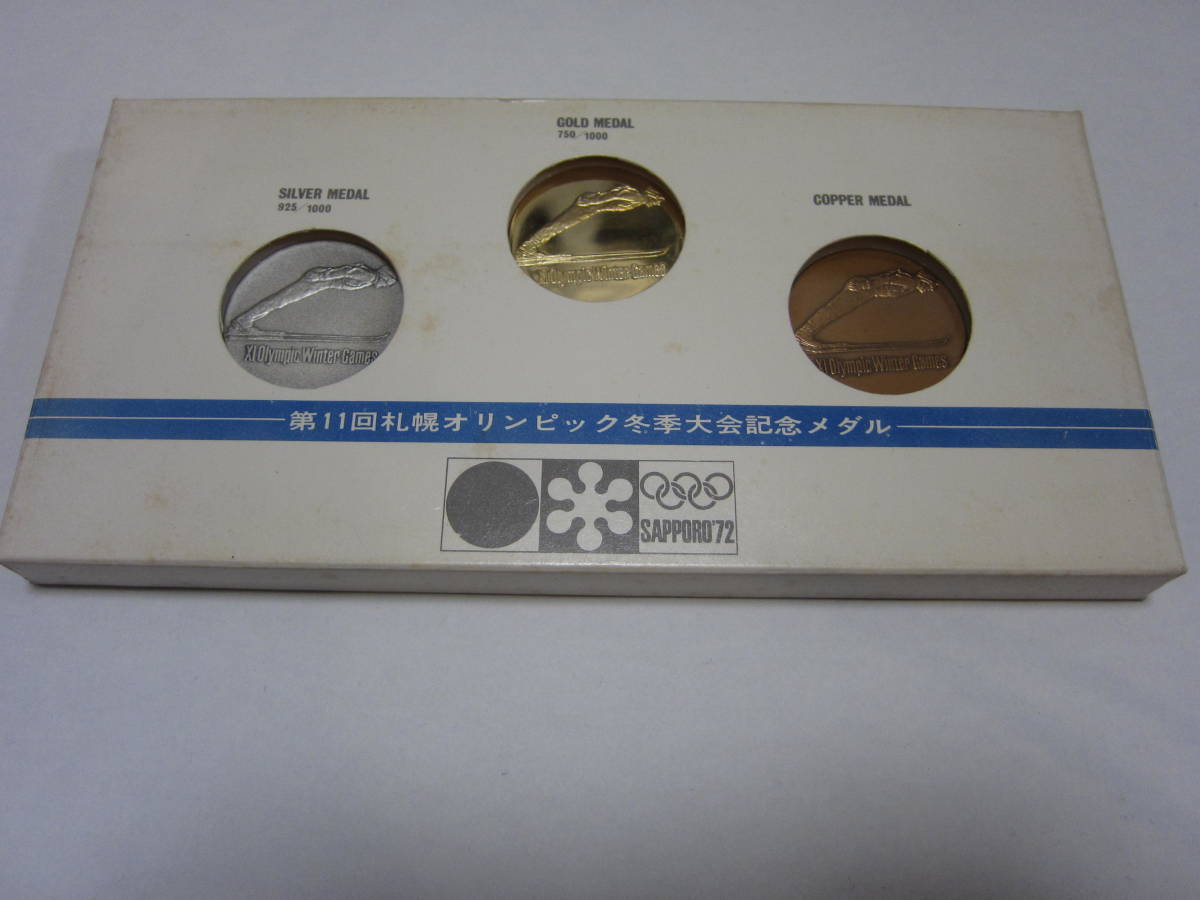 GOLD MEDAL
750/1000
SILVER MEDAL
925/1000
COPPER MEDAL
XI Olympic Winter Games
XI Olympic Winter Games
XI Olympic Winter Games
第11回札幌オリンピック冬季大会記念メダル
SAPPORO'72